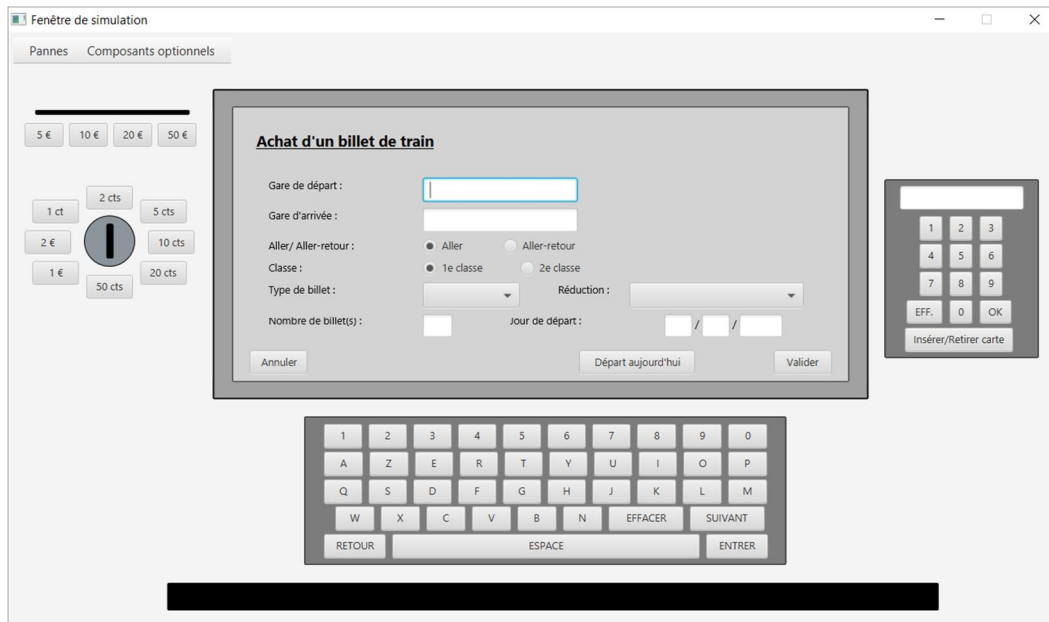 Fenêtre de simulation
Pannes Composants optionnels
5 € 10 € 20 € 50 €
2 cts
1 ct 5 cts
2 € 10 cts
1 € 20 cts
50 cts
Achat d'un billet de train
Gare de départ :
Gare d'arrivée :
Aller/ Aller-retour : Aller Aller-retour
Classe : 1e classe 2e classe
Type de billet : Réduction :
Nombre de billet(s) : Jour de départ : / /
Annuler Départ aujourd'hui Valider
1 2 3
4 5 6
7 8 9
EFF. 0 OK
Insérer/Retirer carte
1 2 3 4 5 6 7 8 9 0
A Z E R T Y U I O P
Q S D F G H J K L M
W X C V B N EFFACER SUIVANT
RETOUR ESPACE ENTRER